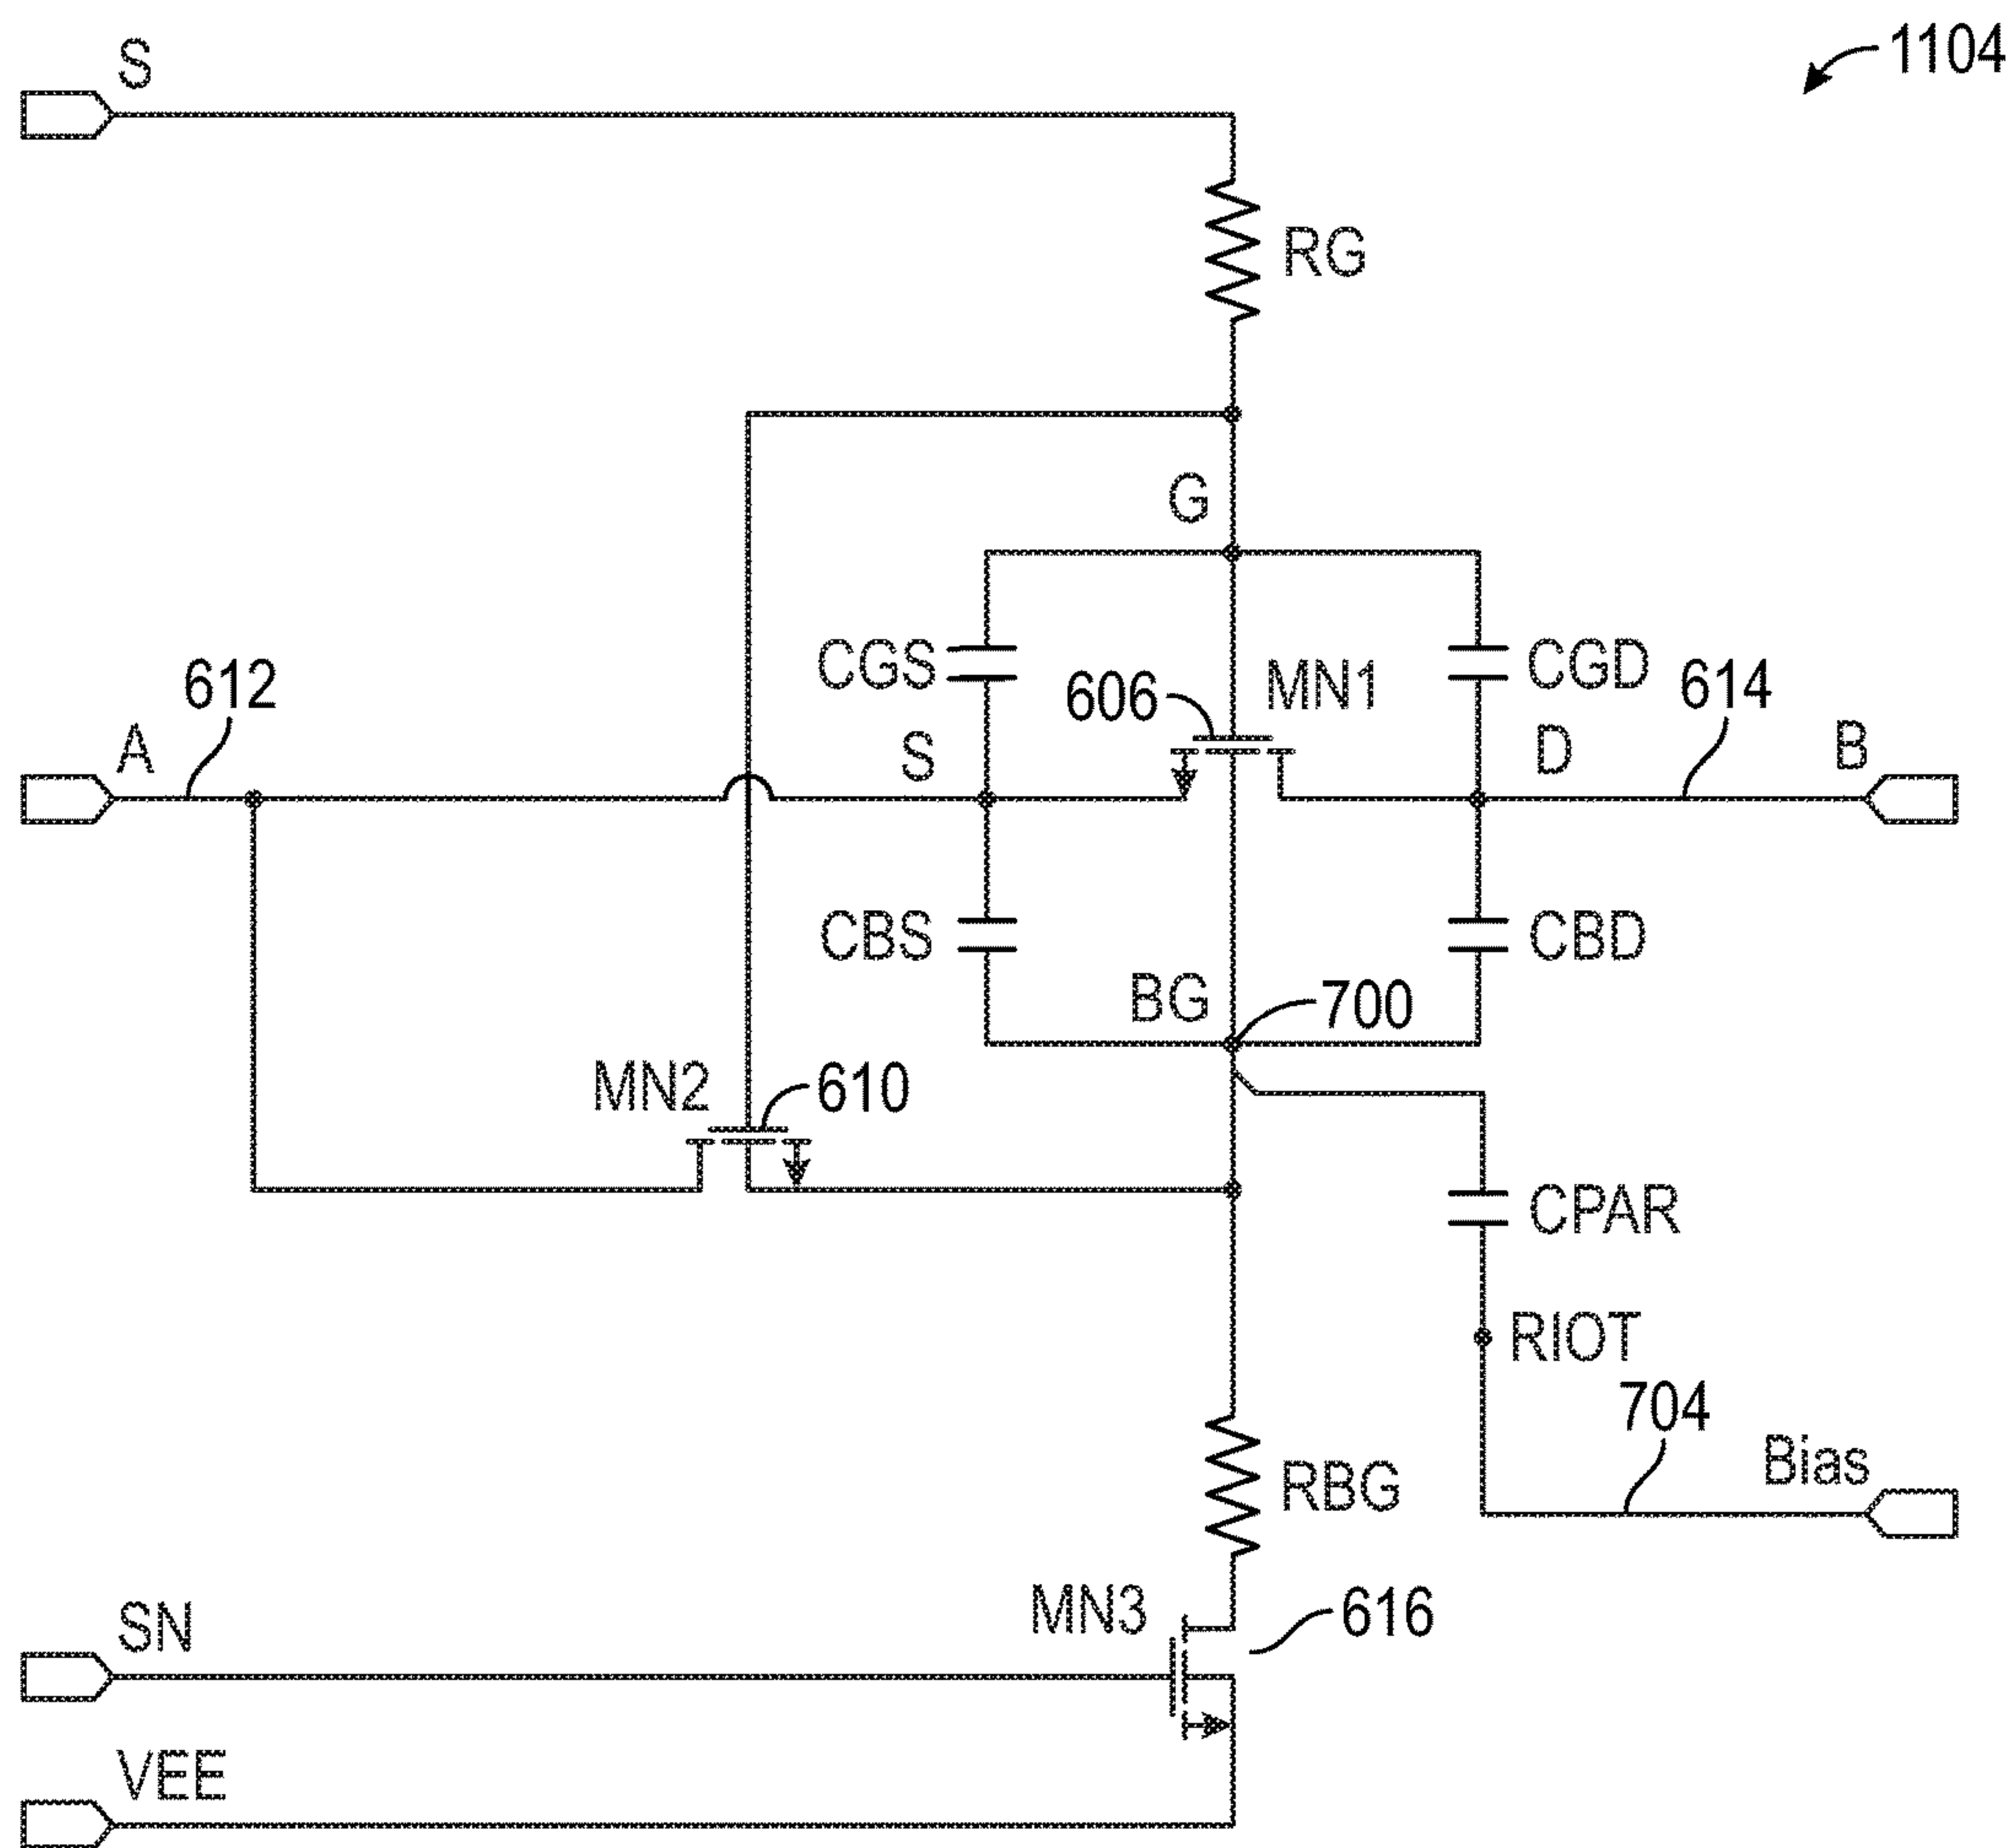 S
1104
RG
G
CGS
MN1
CGD
606
612
614
A
S
D
B
CBS
CBD
BG
700
MN2
610
CPAR
RIOT
704
Bias
RBG
MN3
616
SN
VEE